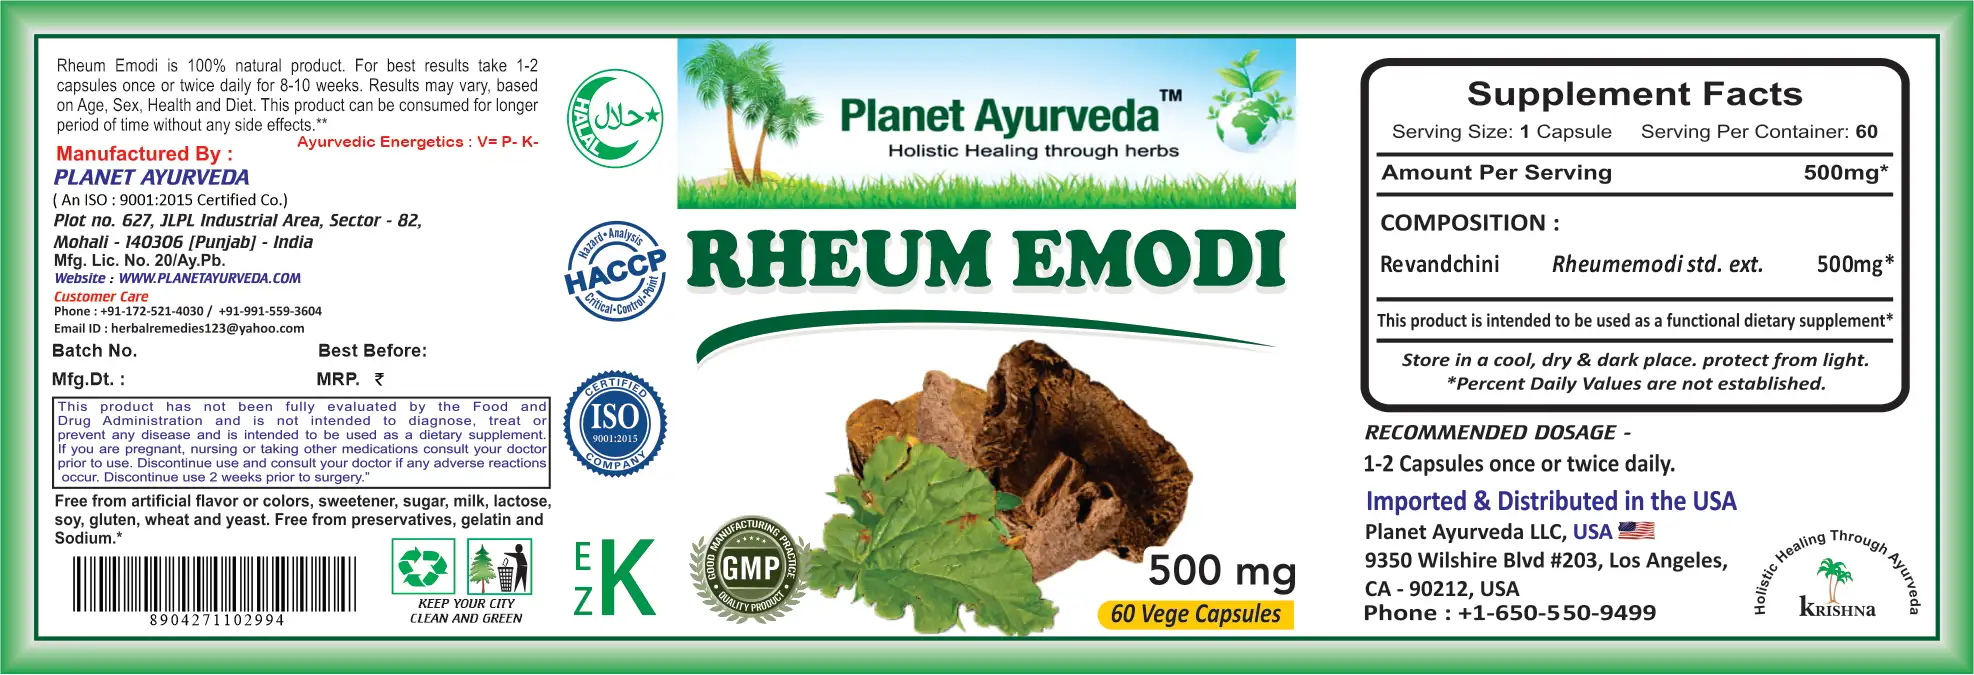 Rheum Emodi is 100% natural product. For best results take 1-2
capsules once or twice daily for 8-10 weeks. Results may vary, based
on Age, Sex, Health and Diet. This product can be consumed for longer
period of time without any side effects.**
Ayurvedic Energetics : V= P- K-
Manufactured By :
PLANET AYURVEDA
( An ISO : 9001:2015 Certified Co.)
Plot no. 627, JLPL Industrial Area, Sector - 82,
Mohali - 140306 [Punjab] - India
Mfg. Lic. No. 20/Ay.Pb.
Website : WWW.PLANETAYURVEDA.COM
Customer Care
Phone : +91-172-521-4030 / +91-991-559-3604
Email ID : herbalremedies123@yahoo.com
Batch No. Best Before:
Mfg.Dt. : MRP. ₹
This product has not been fully evaluated by the Food and
Drug Administration and is not intended to diagnose, treat or
prevent any disease and is intended to be used as a dietary supplement.
If you are pregnant, nursing or taking other medications consult your doctor
prior to use. Discontinue use and consult your doctor if any adverse reactions
occur. Discontinue use 2 weeks prior to surgery."
Free from artificial flavor or colors, sweetener, sugar, milk, lactose,
soy, gluten, wheat and yeast. Free from preservatives, gelatin and
Sodium.*
8904271102994
KEEP YOUR CITY
CLEAN AND GREEN
حلال
HALAL
Hazard • Analysis
HACCP
Critical • Control • Point
CERTIFIED
ISO
9001:2015
COMPANY
EZ K
Planet Ayurveda™
Holistic Healing through herbs
RHEUM EMODI
GOOD MANUFACTURING PRACTICE
GMP
QUALITY PRODUCT
500 mg
60 Vege Capsules
Supplement Facts
Serving Size: 1 Capsule Serving Per Container: 60
Amount Per Serving 500mg*
COMPOSITION :
Revandchini Rheumemodi std. ext. 500mg*
This product is intended to be used as a functional dietary supplement*
Store in a cool, dry & dark place. protect from light.
*Percent Daily Values are not established.
RECOMMENDED DOSAGE -
1-2 Capsules once or twice daily.
Imported & Distributed in the USA
Planet Ayurveda LLC, USA
9350 Wilshire Blvd #203, Los Angeles,
CA - 90212, USA
Phone : +1-650-550-9499
Holistic Healing Through Ayurveda
KRISHNa